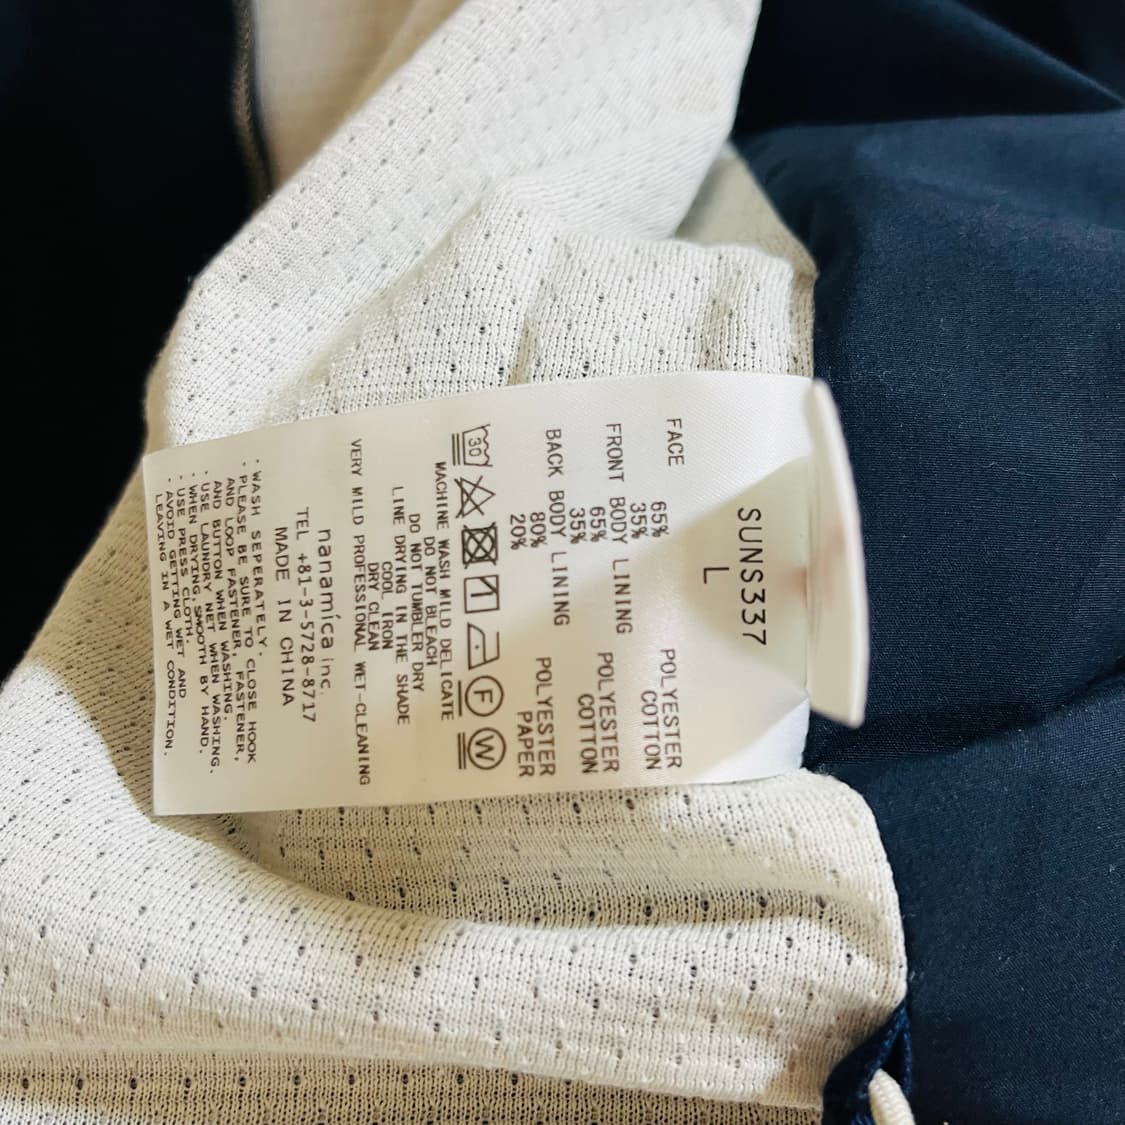 SUNS337
L
FACE
65% POLYESTER
35% COTTON
FRONT BODY LINING
65% POLYESTER
35% COTTON
BACK BODY LINING
80% POLYESTER
20% PAPER
30 F W
MACHINE WASH MILD DELICATE
DO NOT BLEACH
DO NOT TUMBLER DRY
LINE DRYING IN THE SHADE
COOL IRON
DRY CLEAN
VERY MILD PROFESSIONAL WET-CLEANING
nanamíca inc.
TEL +81-3-5728-8717
MADE IN CHINA
・WASH SEPERATELY.
・PLEASE BE SURE TO CLOSE HOOK
AND LOOP FASTENER, FASTENER,
AND BUTTON WHEN WASHING.
・USE LAUNDRY NET WHEN WASHING.
・WHEN DRYING, SMOOTH BY HAND.
・USE PRESS CLOTH.
・AVOID GETTING WET AND
LEAVING IN A WET CONDITION.